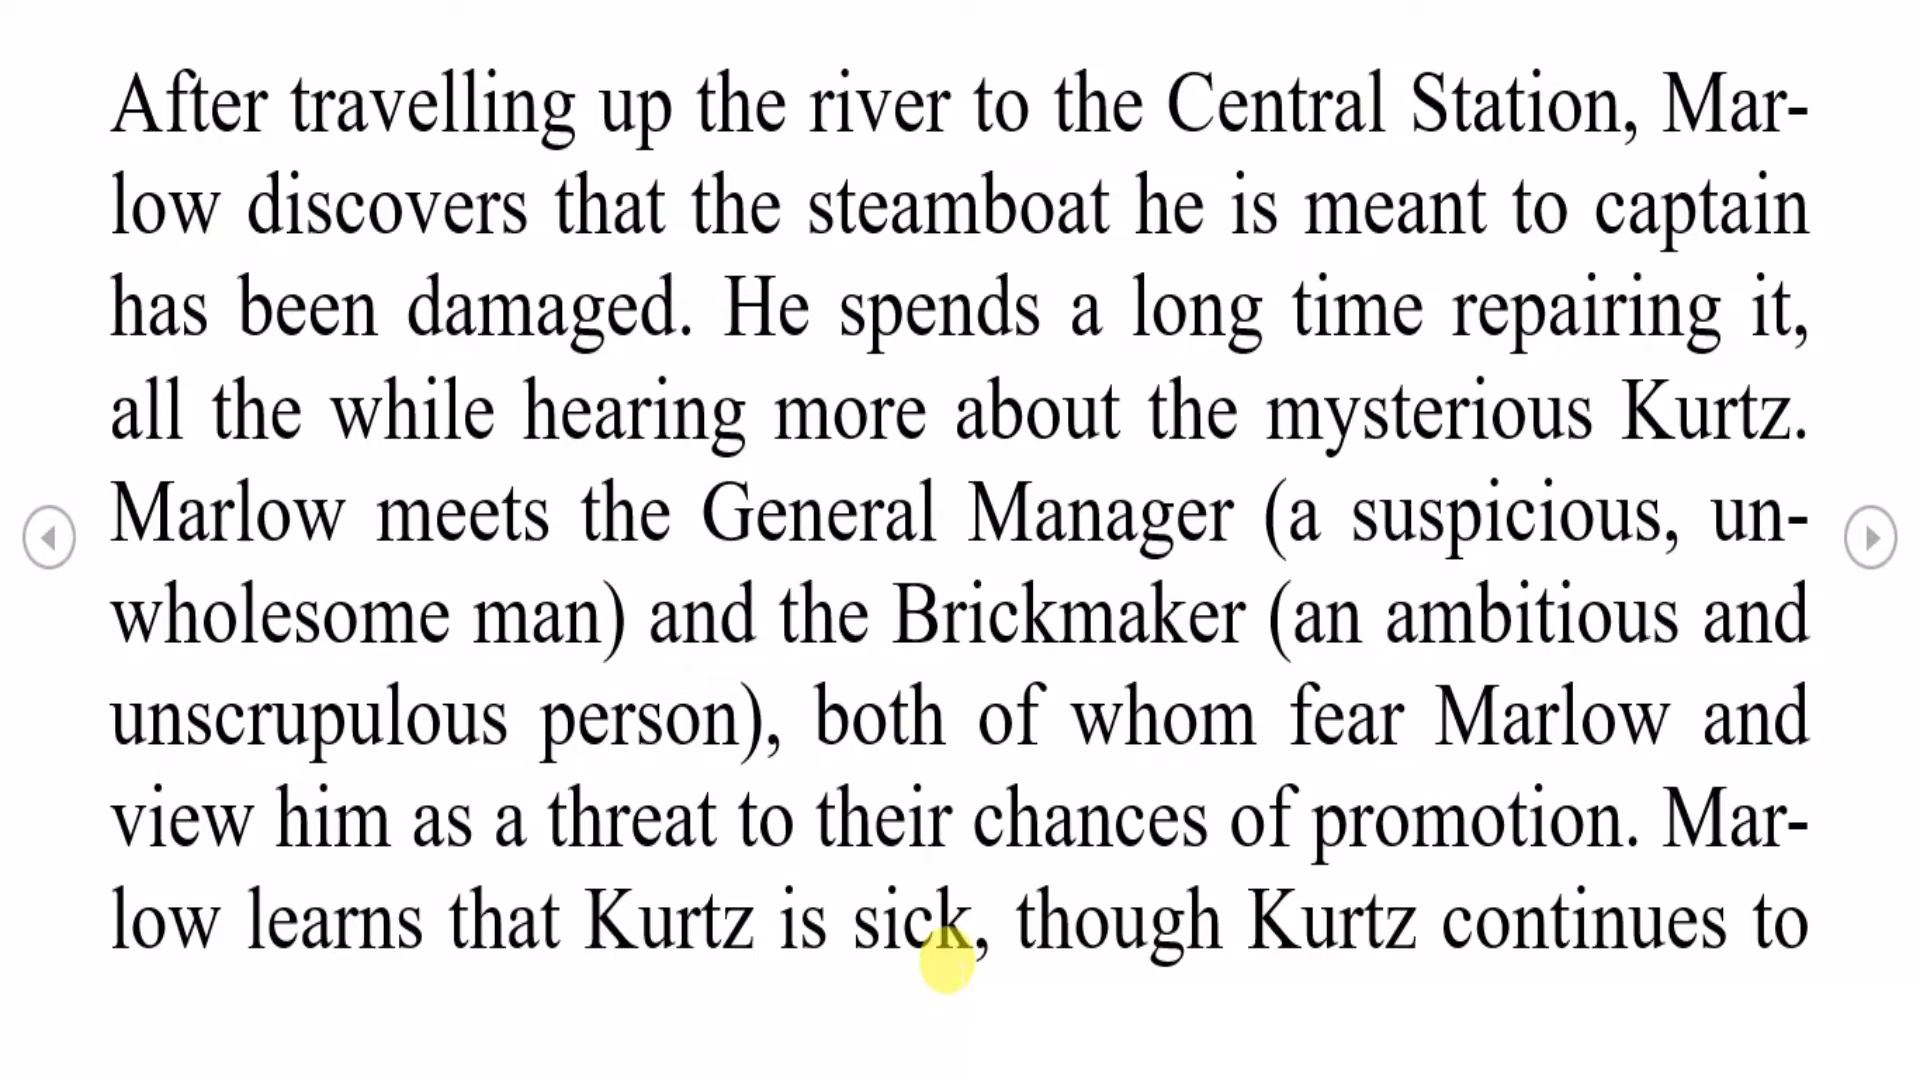 After travelling up the river to the Central Station, Mar-
low discovers that the steamboat he is meant to captain
has been damaged. He spends a long time repairing it,
all the while hearing more about the mysterious Kurtz.
Marlow meets the General Manager (a suspicious, un-
wholesome man) and the Brickmaker (an ambitious and
unscrupulous person), both of whom fear Marlow and
view him as a threat to their chances of promotion. Mar-
low learns that Kurtz is sick, though Kurtz continues to